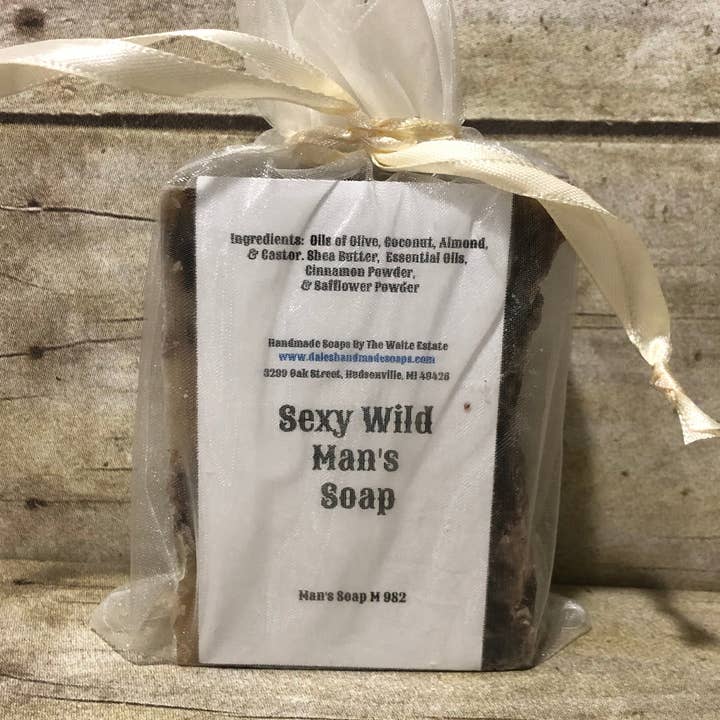 Ingredients: Oils of Olive, Coconut, Almond,
& Castor. Shea Butter, Essential Oils,
Cinnamon Powder,
& Safflower Powder
Handmade Soaps By The Waite Estate
www.daleshandmadesoaps.com
3299 Oak Street, Hudsonville, MI 49426
Sexy Wild
Man's
Soap
Man's Soap M 982